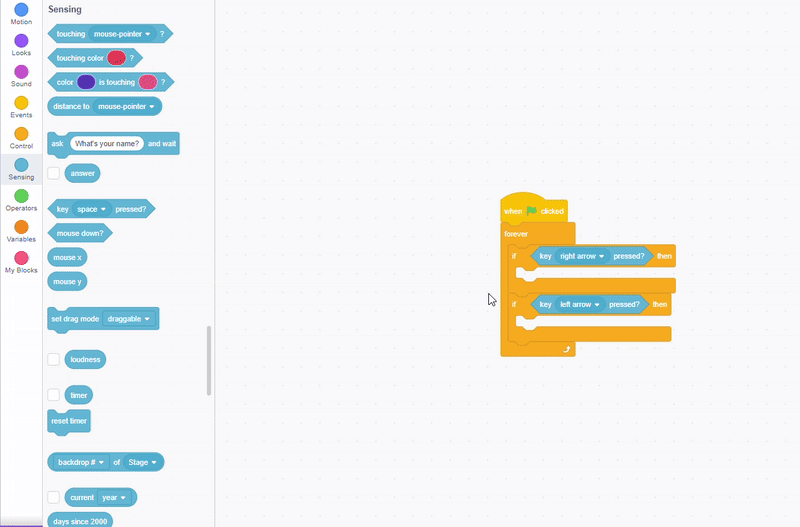 Motion
Looks
Sound
Events
Control
Sensing
Operators
Variables
My Blocks
Sensing
touching mouse-pointer ?
touching color ?
color is touching ?
distance to mouse-pointer
ask What's your name? and wait
answer
key space pressed?
mouse down?
mouse x
mouse y
set drag mode draggable
loudness
timer
reset timer
backdrop # of Stage
current year
days since 2000
when clicked
forever
if key right arrow pressed? then
if key left arrow pressed? then